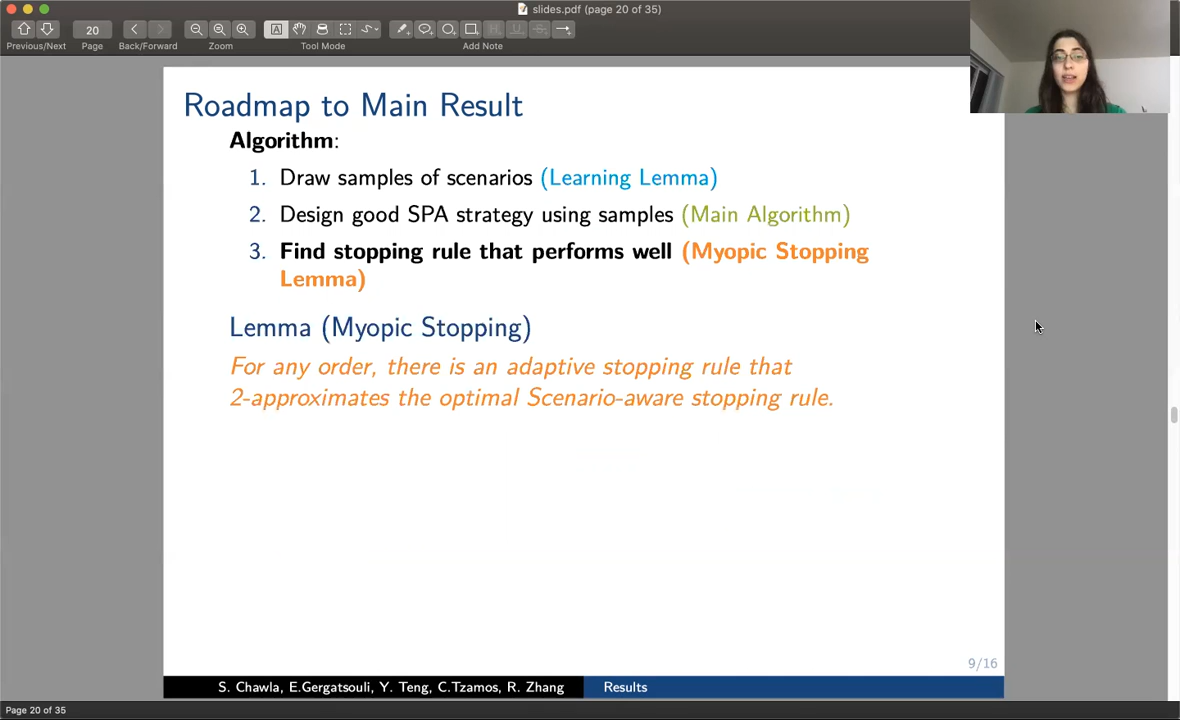 slides.pdf (page 20 of 35)
20
Previous/Next
Page
Back/Forward
Zoom
Tool Mode
Add Note
Roadmap to Main Result
Algorithm:
1. Draw samples of scenarios (Learning Lemma)
2. Design good SPA strategy using samples (Main Algorithm)
3. Find stopping rule that performs well (Myopic Stopping
Lemma)
Lemma (Myopic Stopping)
For any order, there is an adaptive stopping rule that
2-approximates the optimal Scenario-aware stopping rule.
9/16
S. Chawla, E.Gergatsouli, Y. Teng, C.Tzamos, R. Zhang
Results
Page 20 of 35